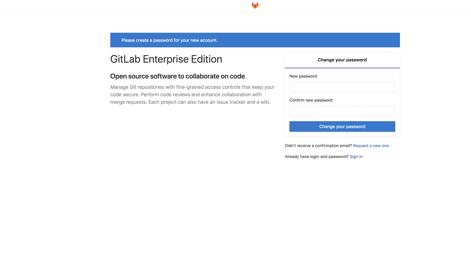 Please create a password for your new account.
GitLab Enterprise Edition
Open source software to collaborate on code
Manage Git repositories with fine-grained access controls that keep your
code secure. Perform code reviews and enhance collaboration with
merge requests. Each project can also have an issue tracker and a wiki.
Change your password
New password
Confirm new password
Change your password
Didn't receive a confirmation email? Request a new one
Already have login and password? Sign in